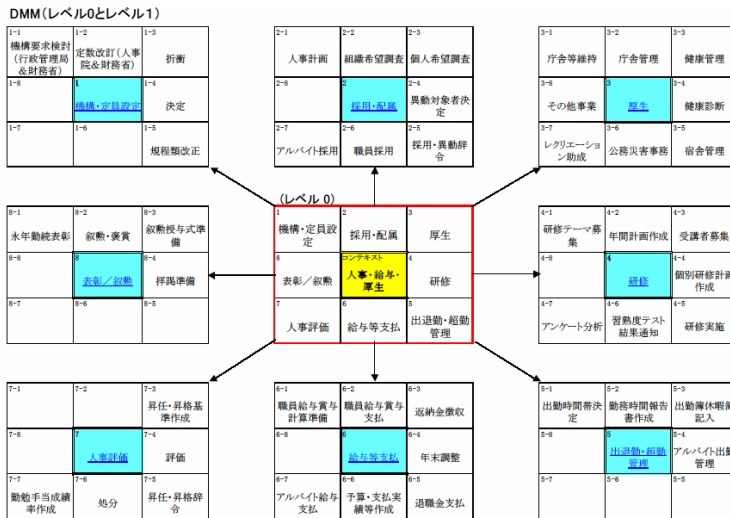 DMM(レベル0とレベル1)
1-1
機構要求検討
(行政管理局
&財務省)
1-2
定数改訂(人事
院&財務省)
1-3
折衝
1-8
1
機構・定員設定
1-4
決定
1-7
1-6
1-5
規程類改正
2-1
人事計画
2-2
組織希望調査
2-3
個人希望調査
2-8
2
採用・配属
2-4
異動対象者決
定
2-7
アルバイト採用
2-6
職員採用
2-5
採用・異動辞
令
3-1
庁舎等維持
3-2
庁舎管理
3-3
健康管理
3-8
その他事業
3
厚生
3-4
健康診断
3-7
レクリエーショ
ン助成
3-6
公務災害事務
3-5
宿舎管理
8-1
永年勤続表彰
8-2
叙勲・褒賞
8-3
叙勲授与式準
備
8-8
8
表彰/叙勲
8-4
拝謁準備
8-7
8-6
8-5
(レベル 0)
1
機構・定員設
定
2
採用・配属
3
厚生
8
表彰/叙勲
コンテキスト
人事・給与・
厚生
4
研修
7
人事評価
6
給与等支払
5
出退勤・超勤
管理
4-1
研修テーマ募
集
4-2
年間計画作成
4-3
受講者募集
4-8
4
研修
4-4
個別研修計画
作成
4-7
アンケート分析
4-6
習熟度テスト
結果通知
4-5
研修実施
7-1
7-2
7-3
昇任・昇格基
準作成
7-8
7
人事評価
7-4
評価
7-7
勤勉手当成績
率作成
7-6
処分
7-5
昇任・昇格辞
令
6-1
職員給与賞与
計算準備
6-2
職員給与賞与
支払
6-3
返納金徴収
6-8
6
給与等支払
6-4
年末調整
6-7
アルバイト給与
支払
6-6
予算・支払実
績等作成
6-5
退職金支払
5-1
出勤時間帯決
定
5-2
勤務時間報告
書作成
5-3
出勤簿休暇簿
記入
5-8
5
出退勤・超勤
管理
5-4
アルバイト出勤
管理
5-7
5-6
5-5